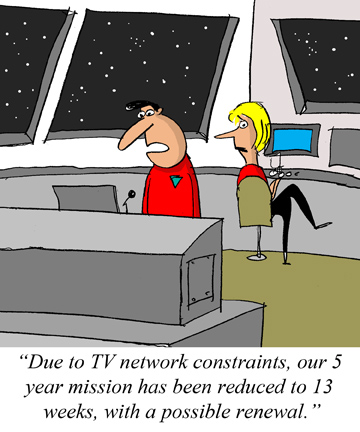 “Due to TV network constraints, our 5
year mission has been reduced to 13
weeks, with a possible renewal.”